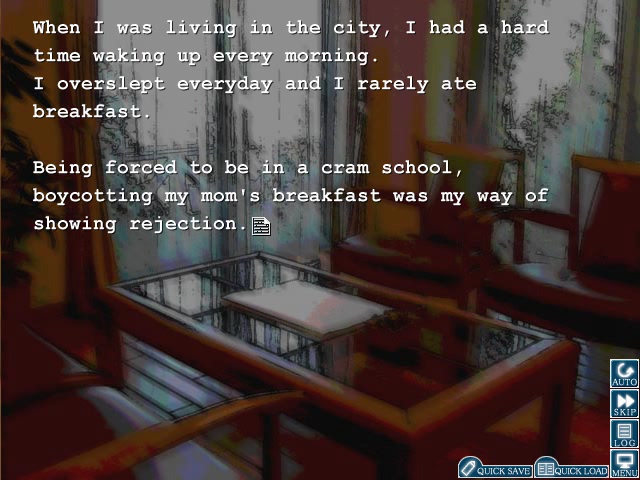 When I was living in the city, I had a hard
time waking up every morning.
I overslept everyday and I rarely ate
breakfast.
Being forced to be in a cram school,
boycotting my mom's breakfast was my way of
showing rejection.
AUTO
SKIP
LOG
MENU
QUICK SAVE
QUICK LOAD